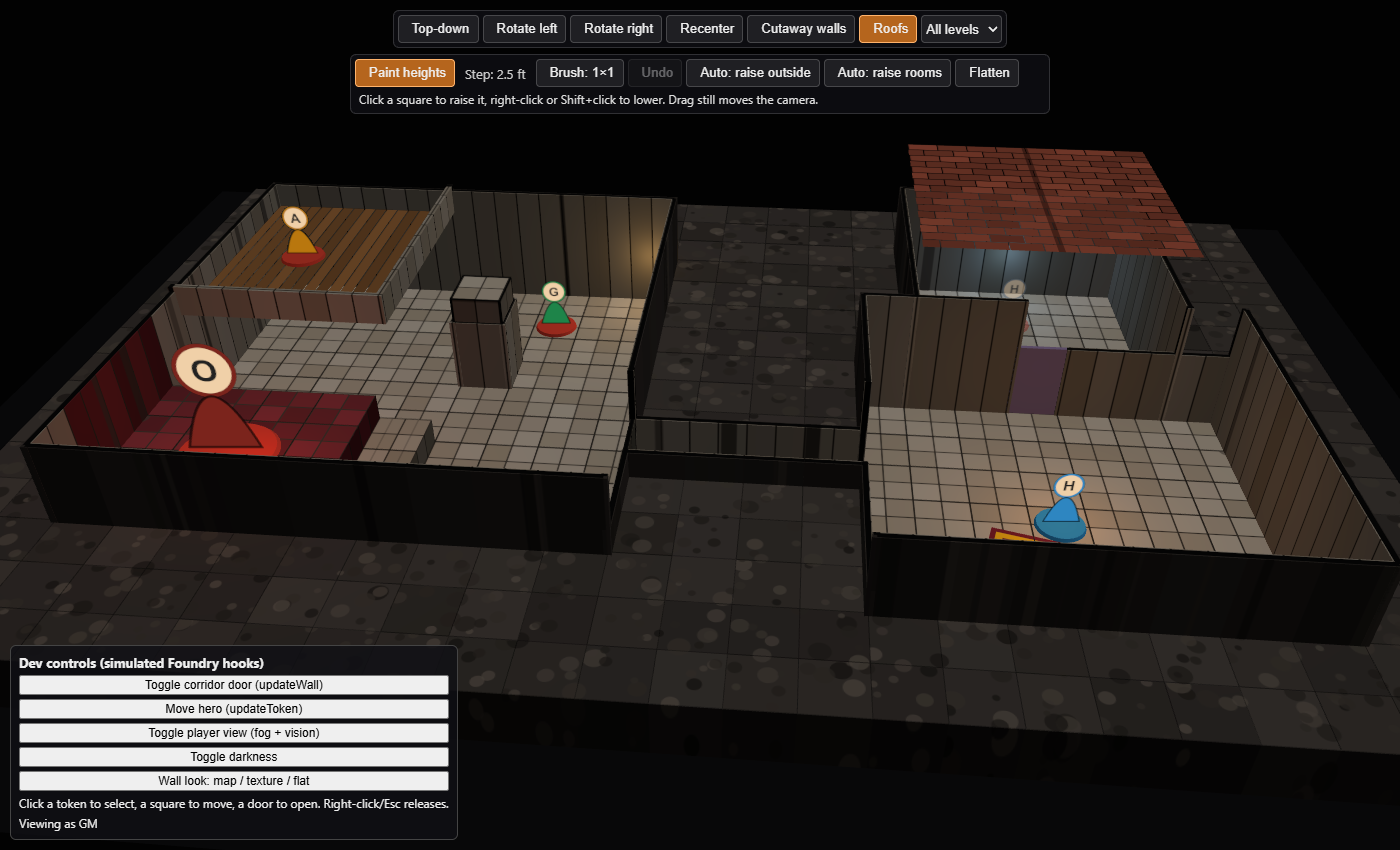 Top-down Rotate left Rotate right Recenter Cutaway walls Roofs All levels
Paint heights Step: 2.5 ft Brush: 1×1 Undo Auto: raise outside Auto: raise rooms Flatten
Click a square to raise it, right-click or Shift+click to lower. Drag still moves the camera.
A
G
H
O
H
Dev controls (simulated Foundry hooks)
Toggle corridor door (updateWall)
Move hero (updateToken)
Toggle player view (fog + vision)
Toggle darkness
Wall look: map / texture / flat
Click a token to select, a square to move, a door to open. Right-click/Esc releases.
Viewing as GM